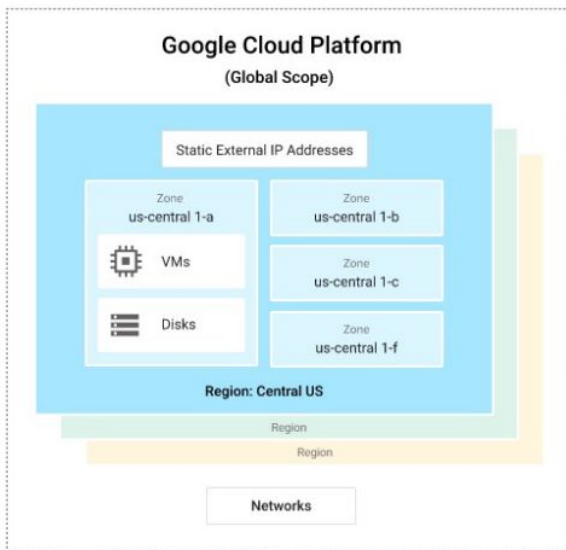 Google Cloud Platform
(Global Scope)
Static External IP Addresses
Zone
us-central 1-a
VMs
Disks
Zone
us-central 1-b
Zone
us-central 1-c
Zone
us-central 1-f
Region: Central US
Region
Region
Networks